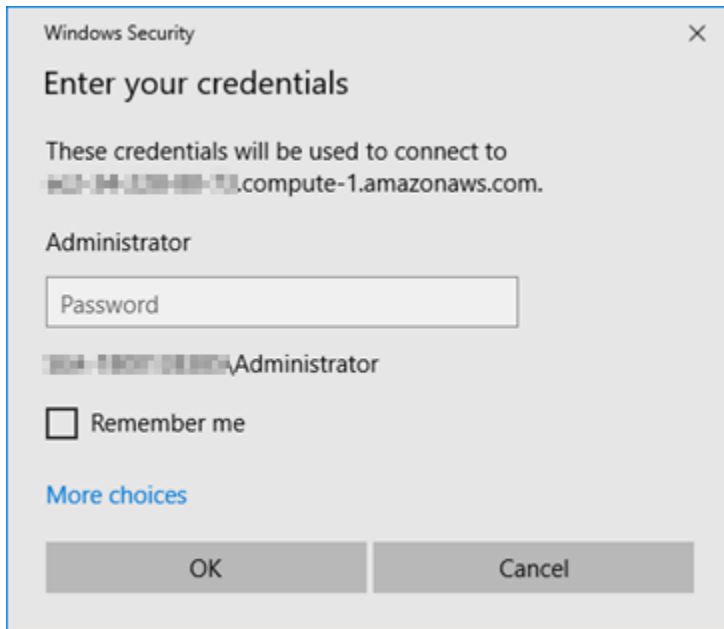 Windows Security
Enter your credentials
These credentials will be used to connect to
.compute-1.amazonaws.com.
Administrator
Password
\Administrator
Remember me
More choices
OK Cancel